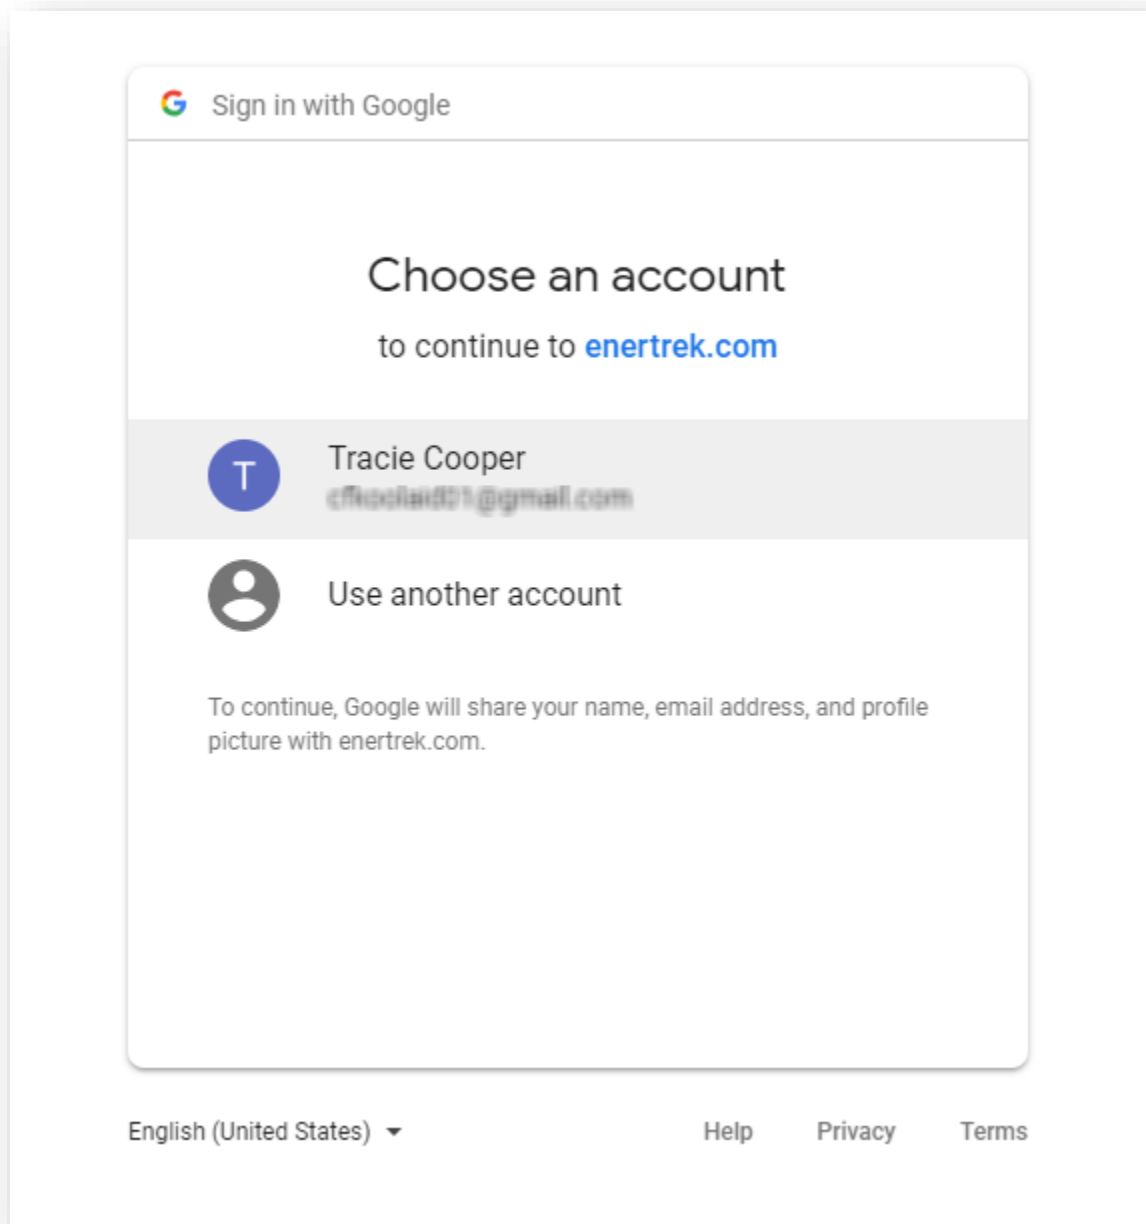 Sign in with Google
Choose an account
to continue to enertrek.com
T
Tracie Cooper
Use another account
To continue, Google will share your name, email address, and profile
picture with enertrek.com.
English (United States)
Help Privacy Terms